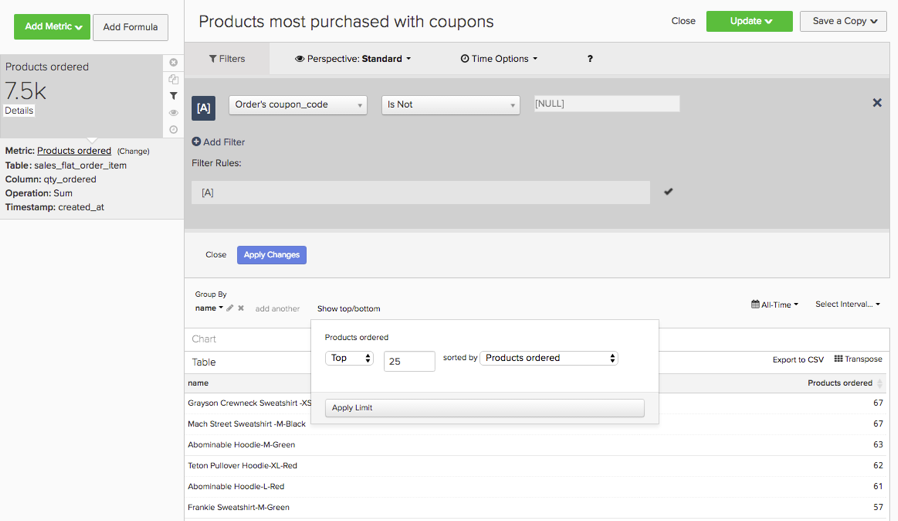 Add Metric
Add Formula
Products most purchased with coupons
Close
Update
Save a Copy
Products ordered
7.5k
Details
Metric: Products ordered (Change)
Table: sales_flat_order_item
Column: qty_ordered
Operation: Sum
Timestamp: created_at
Filters
Perspective: Standard
Time Options
?
[A]
Order's coupon_code
Is Not
[NULL]
Add Filter
Filter Rules:
[A]
Close
Apply Changes
Group By
name
add another
Show top/bottom
All-Time
Select Interval...
Chart
Products ordered
Top
25
sorted by
Products ordered
Apply Limit
Table
Export to CSV
Transpose
name
Products ordered
Grayson Crewneck Sweatshirt -XS
67
Mach Street Sweatshirt -M-Black
67
Abominable Hoodie-M-Green
63
Teton Pullover Hoodie-XL-Red
62
Abominable Hoodie-L-Red
61
Frankie Sweatshirt-M-Green
57